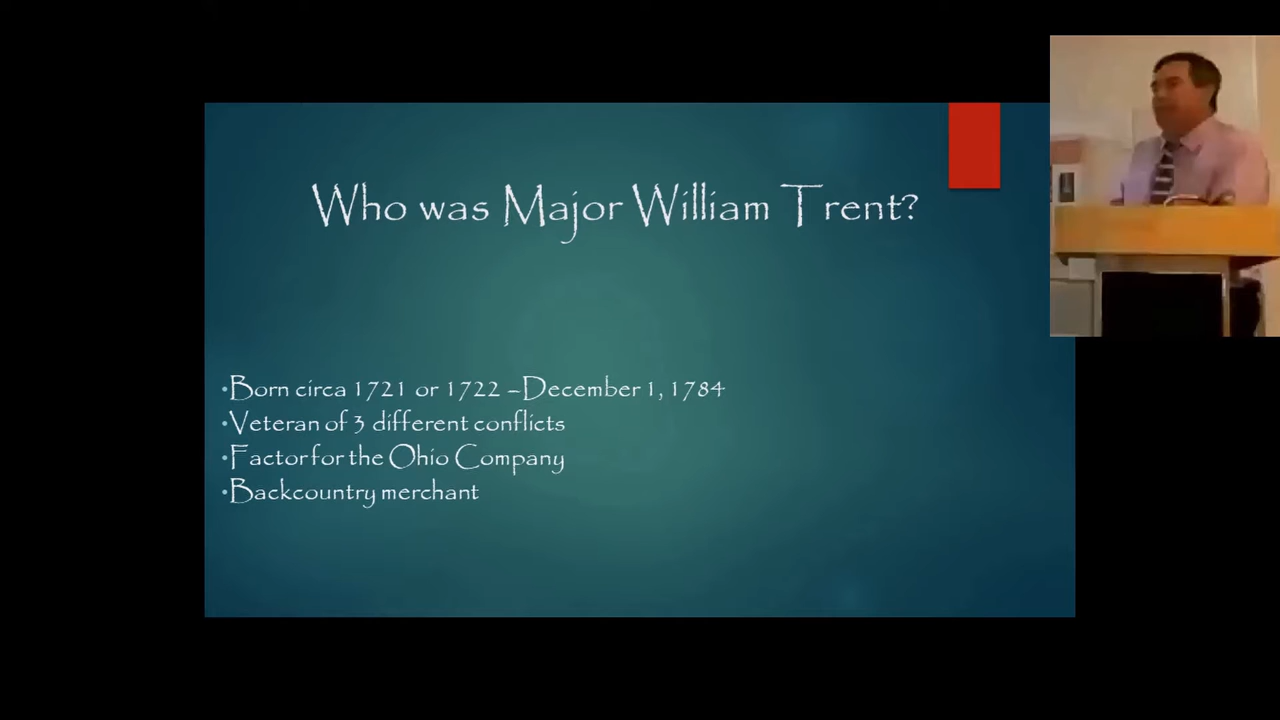 Who was Major William Trent?
•Born circa 1721 or 1722 –December 1, 1784
•Veteran of 3 different conflicts
•Factor for the Ohio Company
•Backcountry merchant